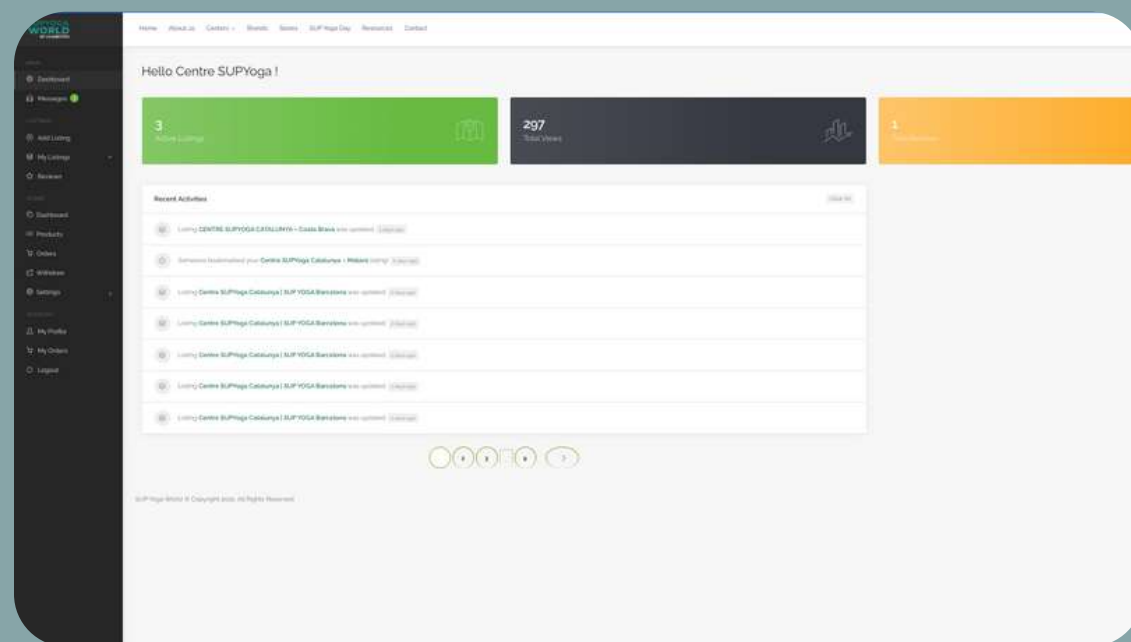 WORLD
Home About us Centers Brands Stores SUP Yoga Day Resources Contact
Hello Centre SUPYoga !
Dashboard
Messages
Add Listing
My Listings
Reviews
Dashboard
Products
Orders
Withdraw
Settings
My Profile
My Orders
Logout
3
Active Listings
297
Total Views
1
Recent Activities
Listing CENTRE SUPYOGA CATALUNYA – Costa Brava was updated
Someone bookmarked your Centre SUPYoga Catalunya – Mataró listing!
Listing Centre SUPYoga Catalunya | SUP YOGA Barcelona was updated
Listing Centre SUPYoga Catalunya | SUP YOGA Barcelona was updated
Listing Centre SUPYoga Catalunya | SUP YOGA Barcelona was updated
Listing Centre SUPYoga Catalunya | SUP YOGA Barcelona was updated
Listing Centre SUPYoga Catalunya | SUP YOGA Barcelona was updated
2 3 … 9
SUP Yoga World © Copyright All Rights Reserved